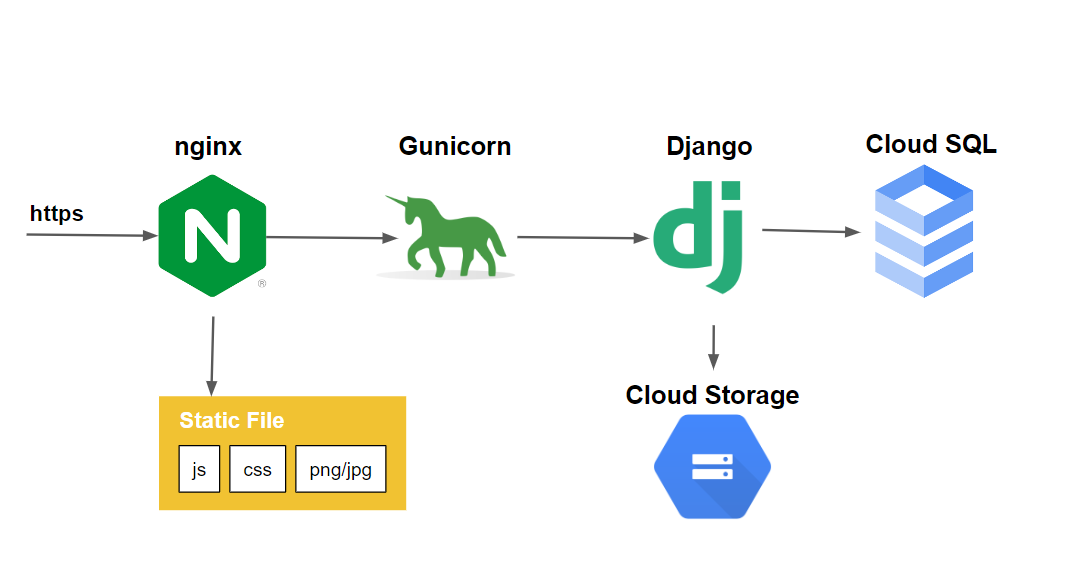 nginx
Gunicorn
Django
Cloud SQL
https
N
®
dj
Static File
js
css
png/jpg
Cloud Storage